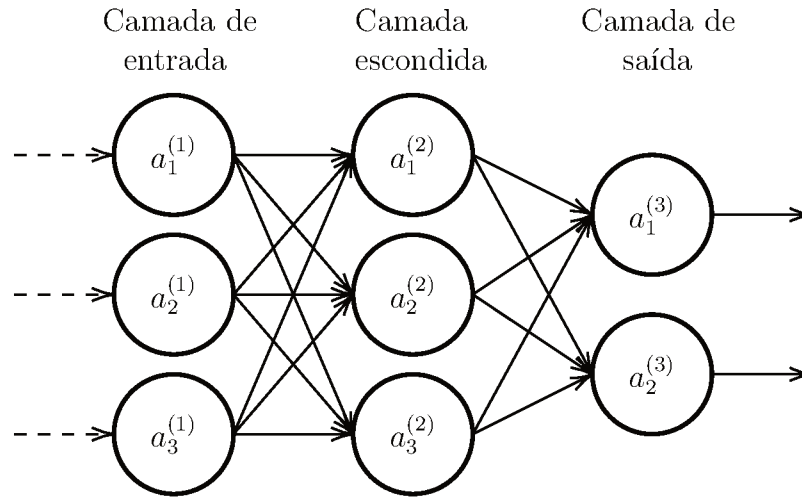 Camada de
entrada
Camada
escondida
Camada de
saída
a_1^{(1)}
a_2^{(1)}
a_3^{(1)}
a_1^{(2)}
a_2^{(2)}
a_3^{(2)}
a_1^{(3)}
a_2^{(3)}